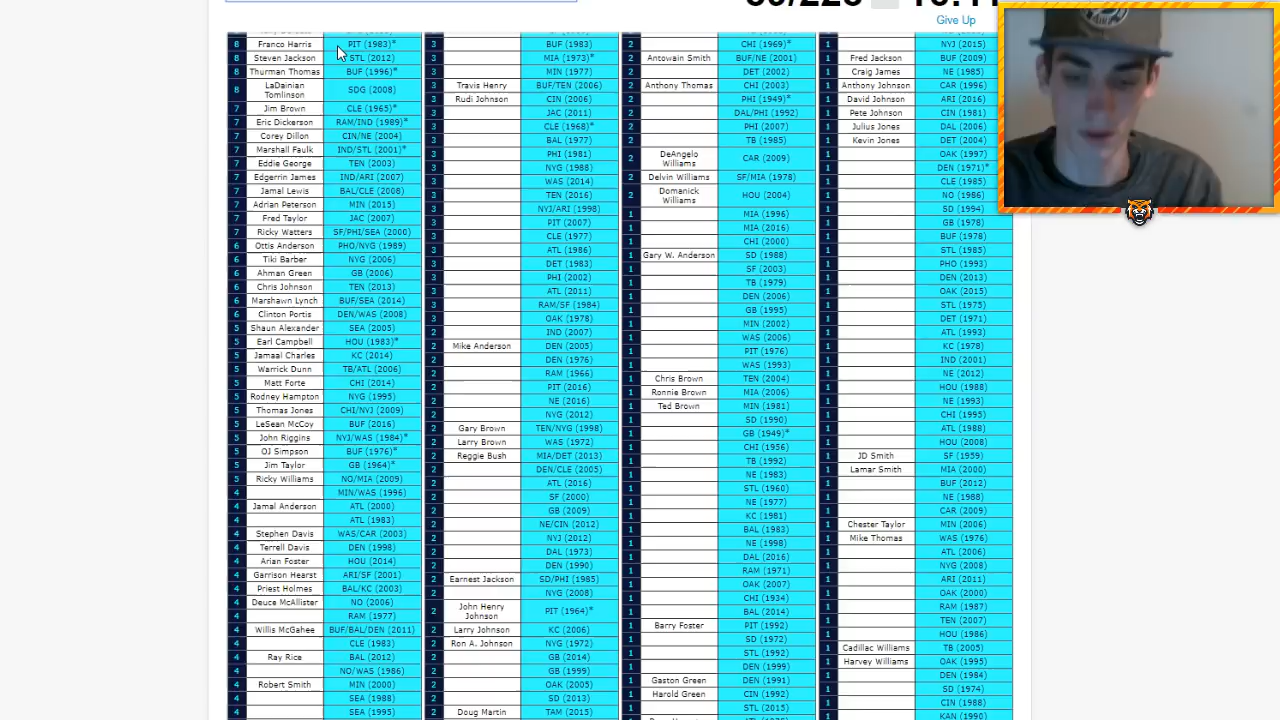 Give Up
8 Franco Harris PIT (1983)* 3 BUF (1983) 2 CHI (1969)* 1 NYJ (2015)
8 Steven Jackson STL (2012) 3 MIA (1973)* 2 Antowain Smith BUF/NE (2001) 1 Fred Jackson BUF (2009)
8 Thurman Thomas BUF (1996)* 3 MIN (1977) 2 DET (2002) 1 Craig James NE (1985)
8 LaDainian Tomlinson SDG (2008) 3 Travis Henry BUF/TEN (2006) 2 Anthony Thomas CHI (2003) 1 Anthony Johnson CAR (1996)
7 Jim Brown CLE (1965)* 3 Rudi Johnson CIN (2006) 2 PHI (1949)* 1 David Johnson ARI (2016)
7 Eric Dickerson RAM/IND (1989)* 3 JAC (2011) 2 DAL/PHI (1992) 1 Pete Johnson CIN (1981)
7 Corey Dillon CIN/NE (2004) 3 CLE (1968)* 2 PHI (2007) 1 Julius Jones DAL (2006)
7 Marshall Faulk IND/STL (2001)* 3 BAL (1977) 2 TB (1985) 1 Kevin Jones DET (2004)
7 Eddie George TEN (2003) 3 PHI (1981) 2 DeAngelo Williams CAR (2009) 1 OAK (1997)
7 Edgerrin James IND/ARI (2007) 3 NYG (1988) 2 Delvin Williams SF/MIA (1978) 1 DEN (1971)*
7 Jamal Lewis BAL/CLE (2008) 3 WAS (2014) 2 Domanick Williams HOU (2004) 1 CLE (1985)
7 Adrian Peterson MIN (2015) 3 TEN (2016) 1 MIA (1996) 1 NO (1986)
7 Fred Taylor JAC (2007) 3 NYJ/ARI (1998) 1 MIA (2016) 1 SD (1994)
7 Ricky Watters SF/PHI/SEA (2000) 3 PIT (2007) 1 CHI (2000) 1 GB (1978)
6 Ottis Anderson PHO/NYG (1989) 3 CLE (1977) 1 Gary W. Anderson SD (1988) 1 BUF (1978)
6 Tiki Barber NYG (2006) 3 ATL (1986) 1 SF (2003) 1 STL (1985)
6 Ahman Green GB (2006) 3 DET (1983) 1 TB (1979) 1 PHO (1993)
6 Chris Johnson TEN (2013) 3 PHI (2002) 1 DEN (2006) 1 DEN (2013)
6 Marshawn Lynch BUF/SEA (2014) 3 ATL (2011) 1 GB (1995) 1 OAK (2015)
6 Clinton Portis DEN/WAS (2008) 3 RAM/SF (1984) 1 MIN (2002) 1 STL (1975)
5 Shaun Alexander SEA (2005) 3 OAK (1978) 1 WAS (2006) 1 DET (1971)
5 Earl Campbell HOU (1983)* 2 IND (2007) 1 PIT (1976) 1 ATL (1993)
5 Jamaal Charles KC (2014) 2 Mike Anderson DEN (2005) 1 WAS (1993) 1 KC (1978)
5 Warrick Dunn TB/ATL (2006) 2 DEN (1976) 1 Chris Brown TEN (2004) 1 IND (2001)
5 Matt Forte CHI (2014) 2 RAM (1966) 1 Ronnie Brown MIA (2006) 1 NE (2012)
5 Rodney Hampton NYG (1995) 2 PIT (2016) 1 Ted Brown MIN (1981) 1 HOU (1988)
5 Thomas Jones CHI/NYJ (2009) 2 NE (2016) 1 SD (1990) 1 NE (1993)
5 LeSean McCoy BUF (2016) 2 NYG (2012) 1 GB (1949)* 1 CHI (1995)
5 John Riggins NYJ/WAS (1984)* 2 Gary Brown TEN/NYG (1998) 1 CHI (1956) 1 ATL (1988)
5 OJ Simpson BUF (1976)* 2 Larry Brown WAS (1972) 1 TB (1992) 1 HOU (2008)
5 Jim Taylor GB (1964)* 2 Reggie Bush MIA/DET (2013) 1 NE (1983) 1 JD Smith SF (1959)
5 Ricky Williams NO/MIA (2009) 2 DEN/CLE (2005) 1 STL (1960) 1 Lamar Smith MIA (2000)
4 MIN/WAS (1996) 2 ATL (2016) 1 NE (1977) 1 BUF (2012)
4 Jamal Anderson ATL (2000) 2 SF (2000) 1 KC (1981) 1 NE (1988)
4 ATL (1983) 2 GB (2009) 1 BAL (1983) 1 CAR (2009)
4 Stephen Davis WAS/CAR (2003) 2 NE/CIN (2012) 1 NE (1998) 1 Chester Taylor MIN (2006)
4 Terrell Davis DEN (1998) 2 NYJ (2012) 1 DAL (2016) 1 Mike Thomas WAS (1976)
4 Arian Foster HOU (2014) 2 DAL (1973) 1 RAM (1971) 1 ATL (2006)
4 Garrison Hearst ARI/SF (2001) 2 DEN (1990) 1 OAK (2007) 1 NYG (2008)
4 Priest Holmes BAL/KC (2003) 2 Earnest Jackson SD/PHI (1985) 1 CHI (1934) 1 ARI (2011)
4 Deuce McAllister NO (2006) 2 NYG (2008) 1 BAL (2014) 1 OAK (2000)
4 RAM (1977) 2 John Henry Johnson PIT (1964)* 1 Barry Foster PIT (1992) 1 RAM (1987)
4 Willis McGahee BUF/BAL/DEN (2011) 2 Larry Johnson KC (2006) 1 SD (1972) 1 TEN (2007)
4 CLE (1983) 2 Ron A. Johnson NYG (1972) 1 STL (1992) 1 HOU (1986)
4 Ray Rice BAL (2012) 2 GB (2014) 1 DEN (1999) 1 Cadillac Williams TB (2005)
4 NO/WAS (1986) 2 GB (1999) 1 Gaston Green DEN (1991) 1 Harvey Williams OAK (1995)
4 Robert Smith MIN (2000) 2 OAK (2005) 1 Harold Green CIN (1992) 1 DEN (1984)
4 SEA (1988) 2 SD (2013) 1 STL (2015) 1 SD (1974)
4 SEA (1995) 2 Doug Martin TAM (2015) 1 CIN (1988)
1 KAN (1990)